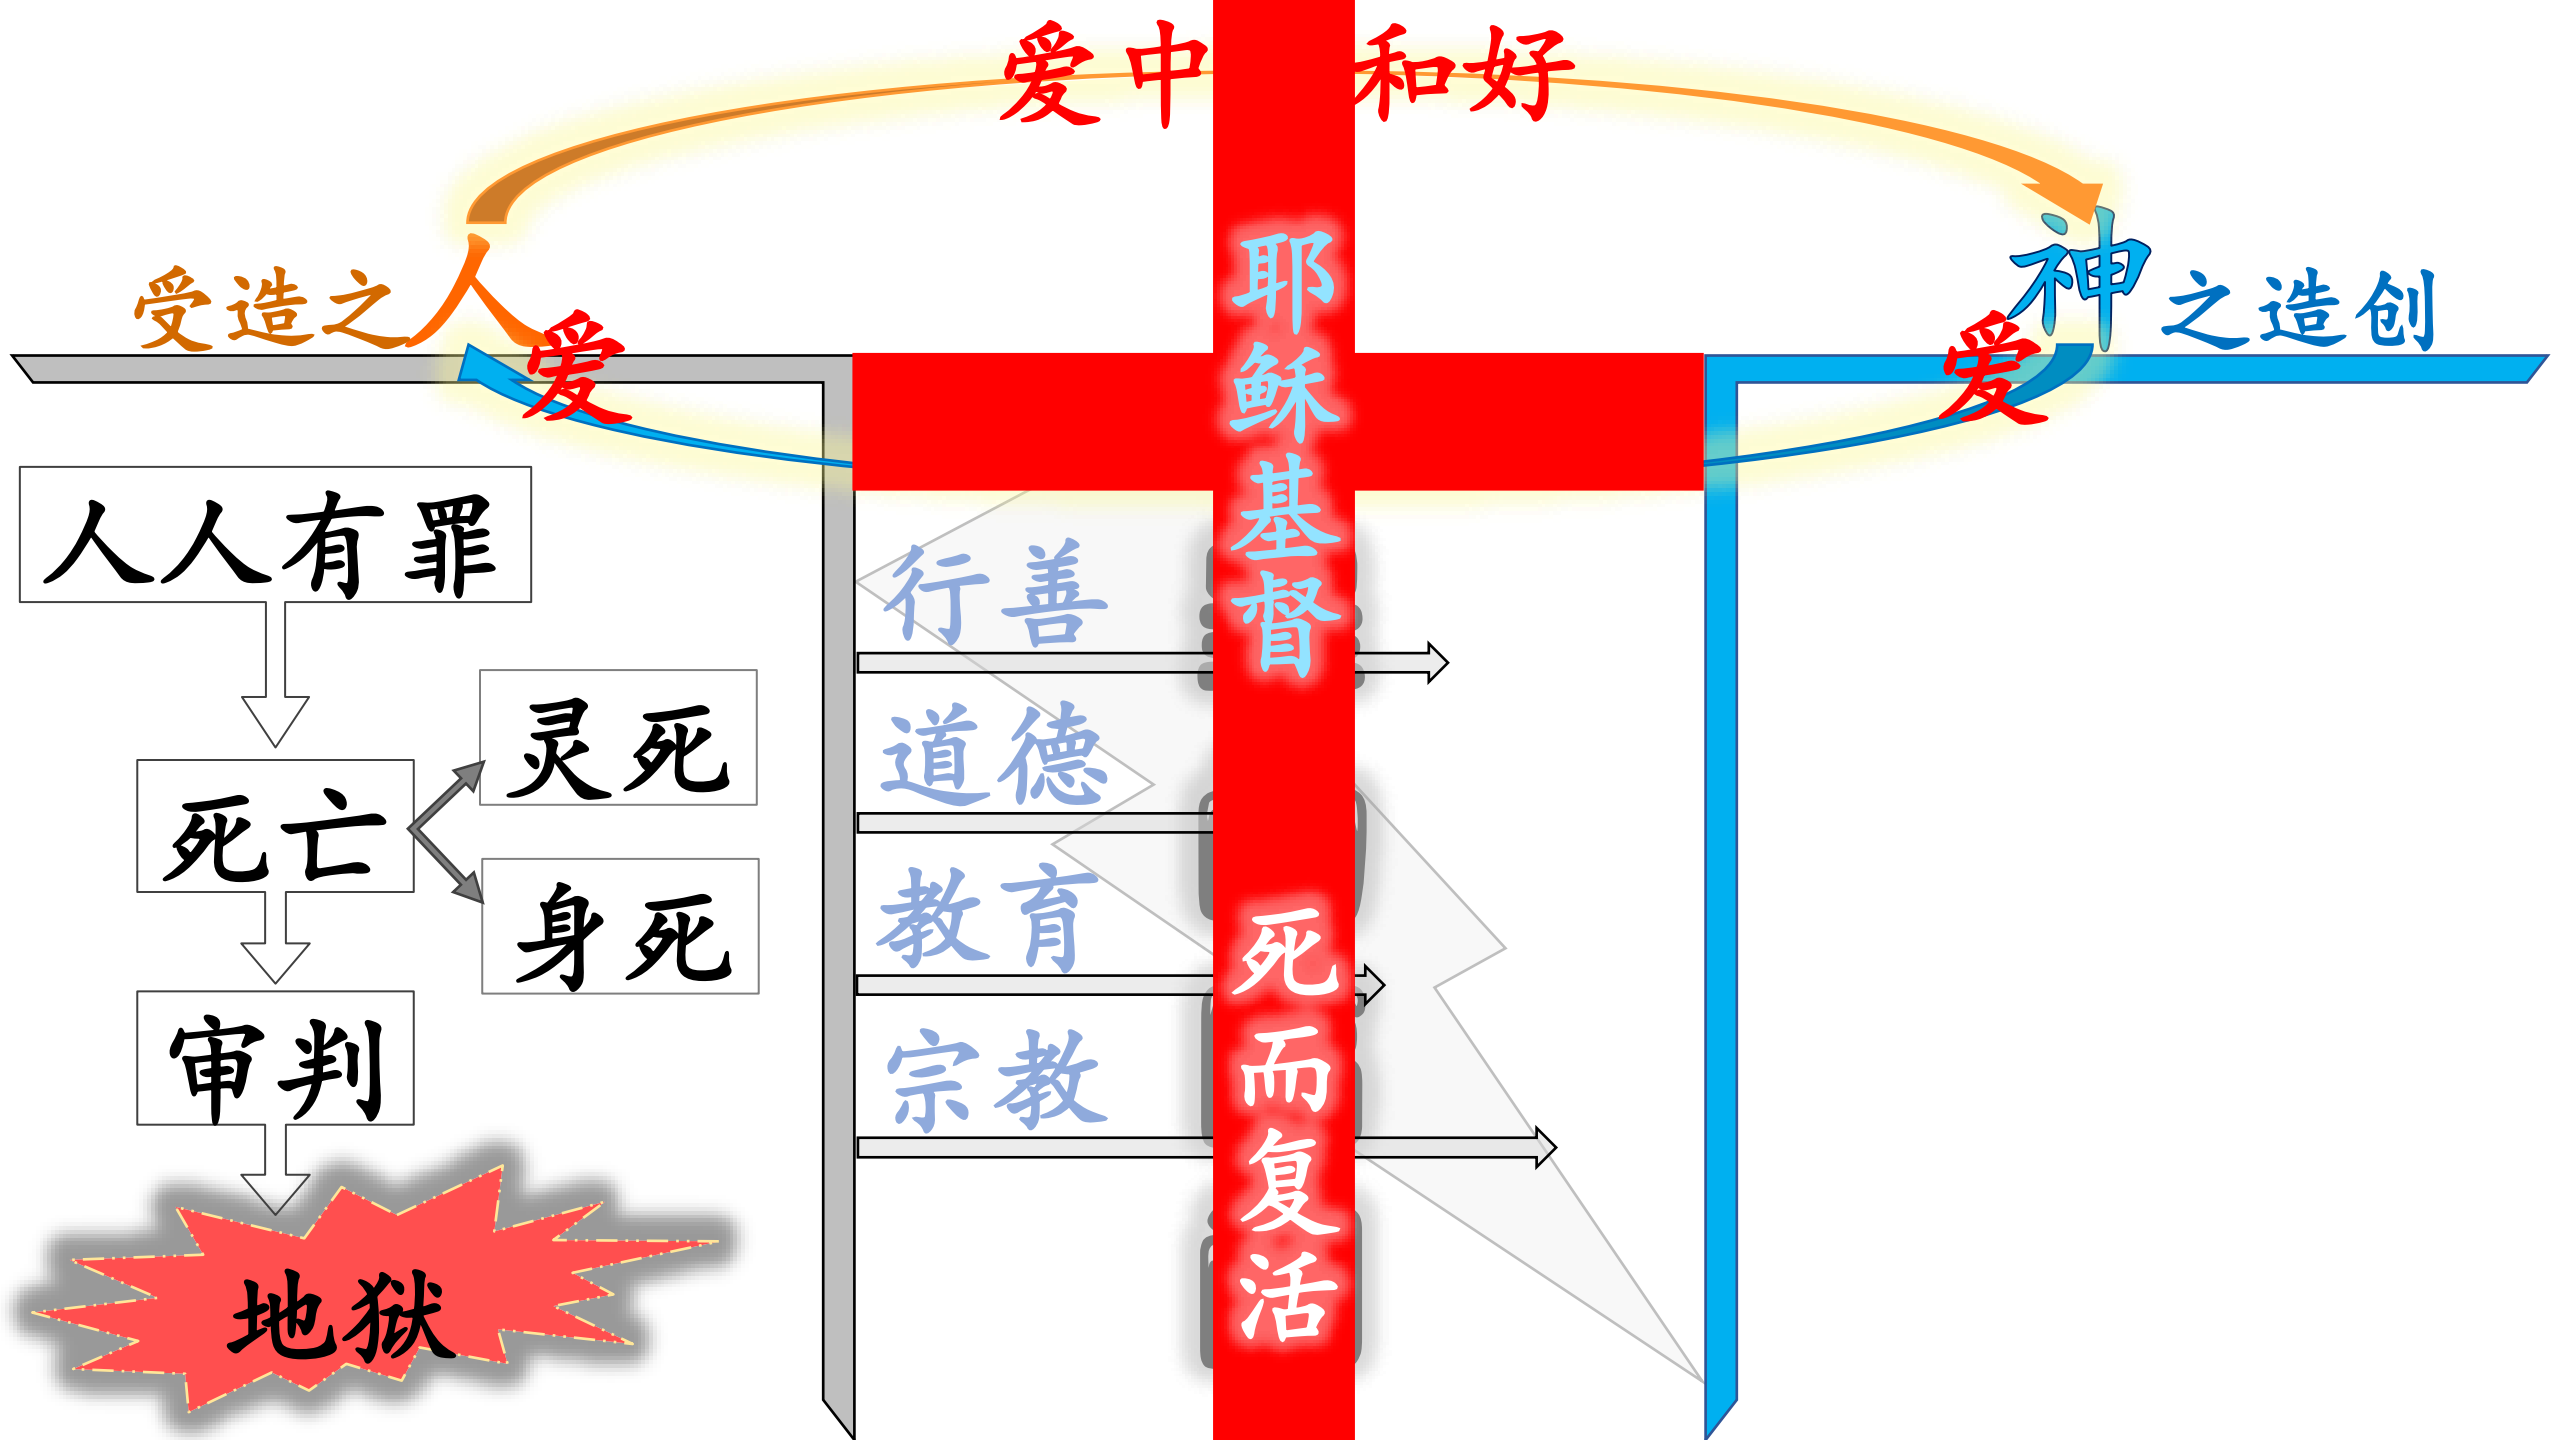 爱中和好
受造之人
神之造创
爱
爱
耶稣基督
死而复活
人人有罪
死亡
灵死
身死
审判
地狱
行善
道德
教育
宗教